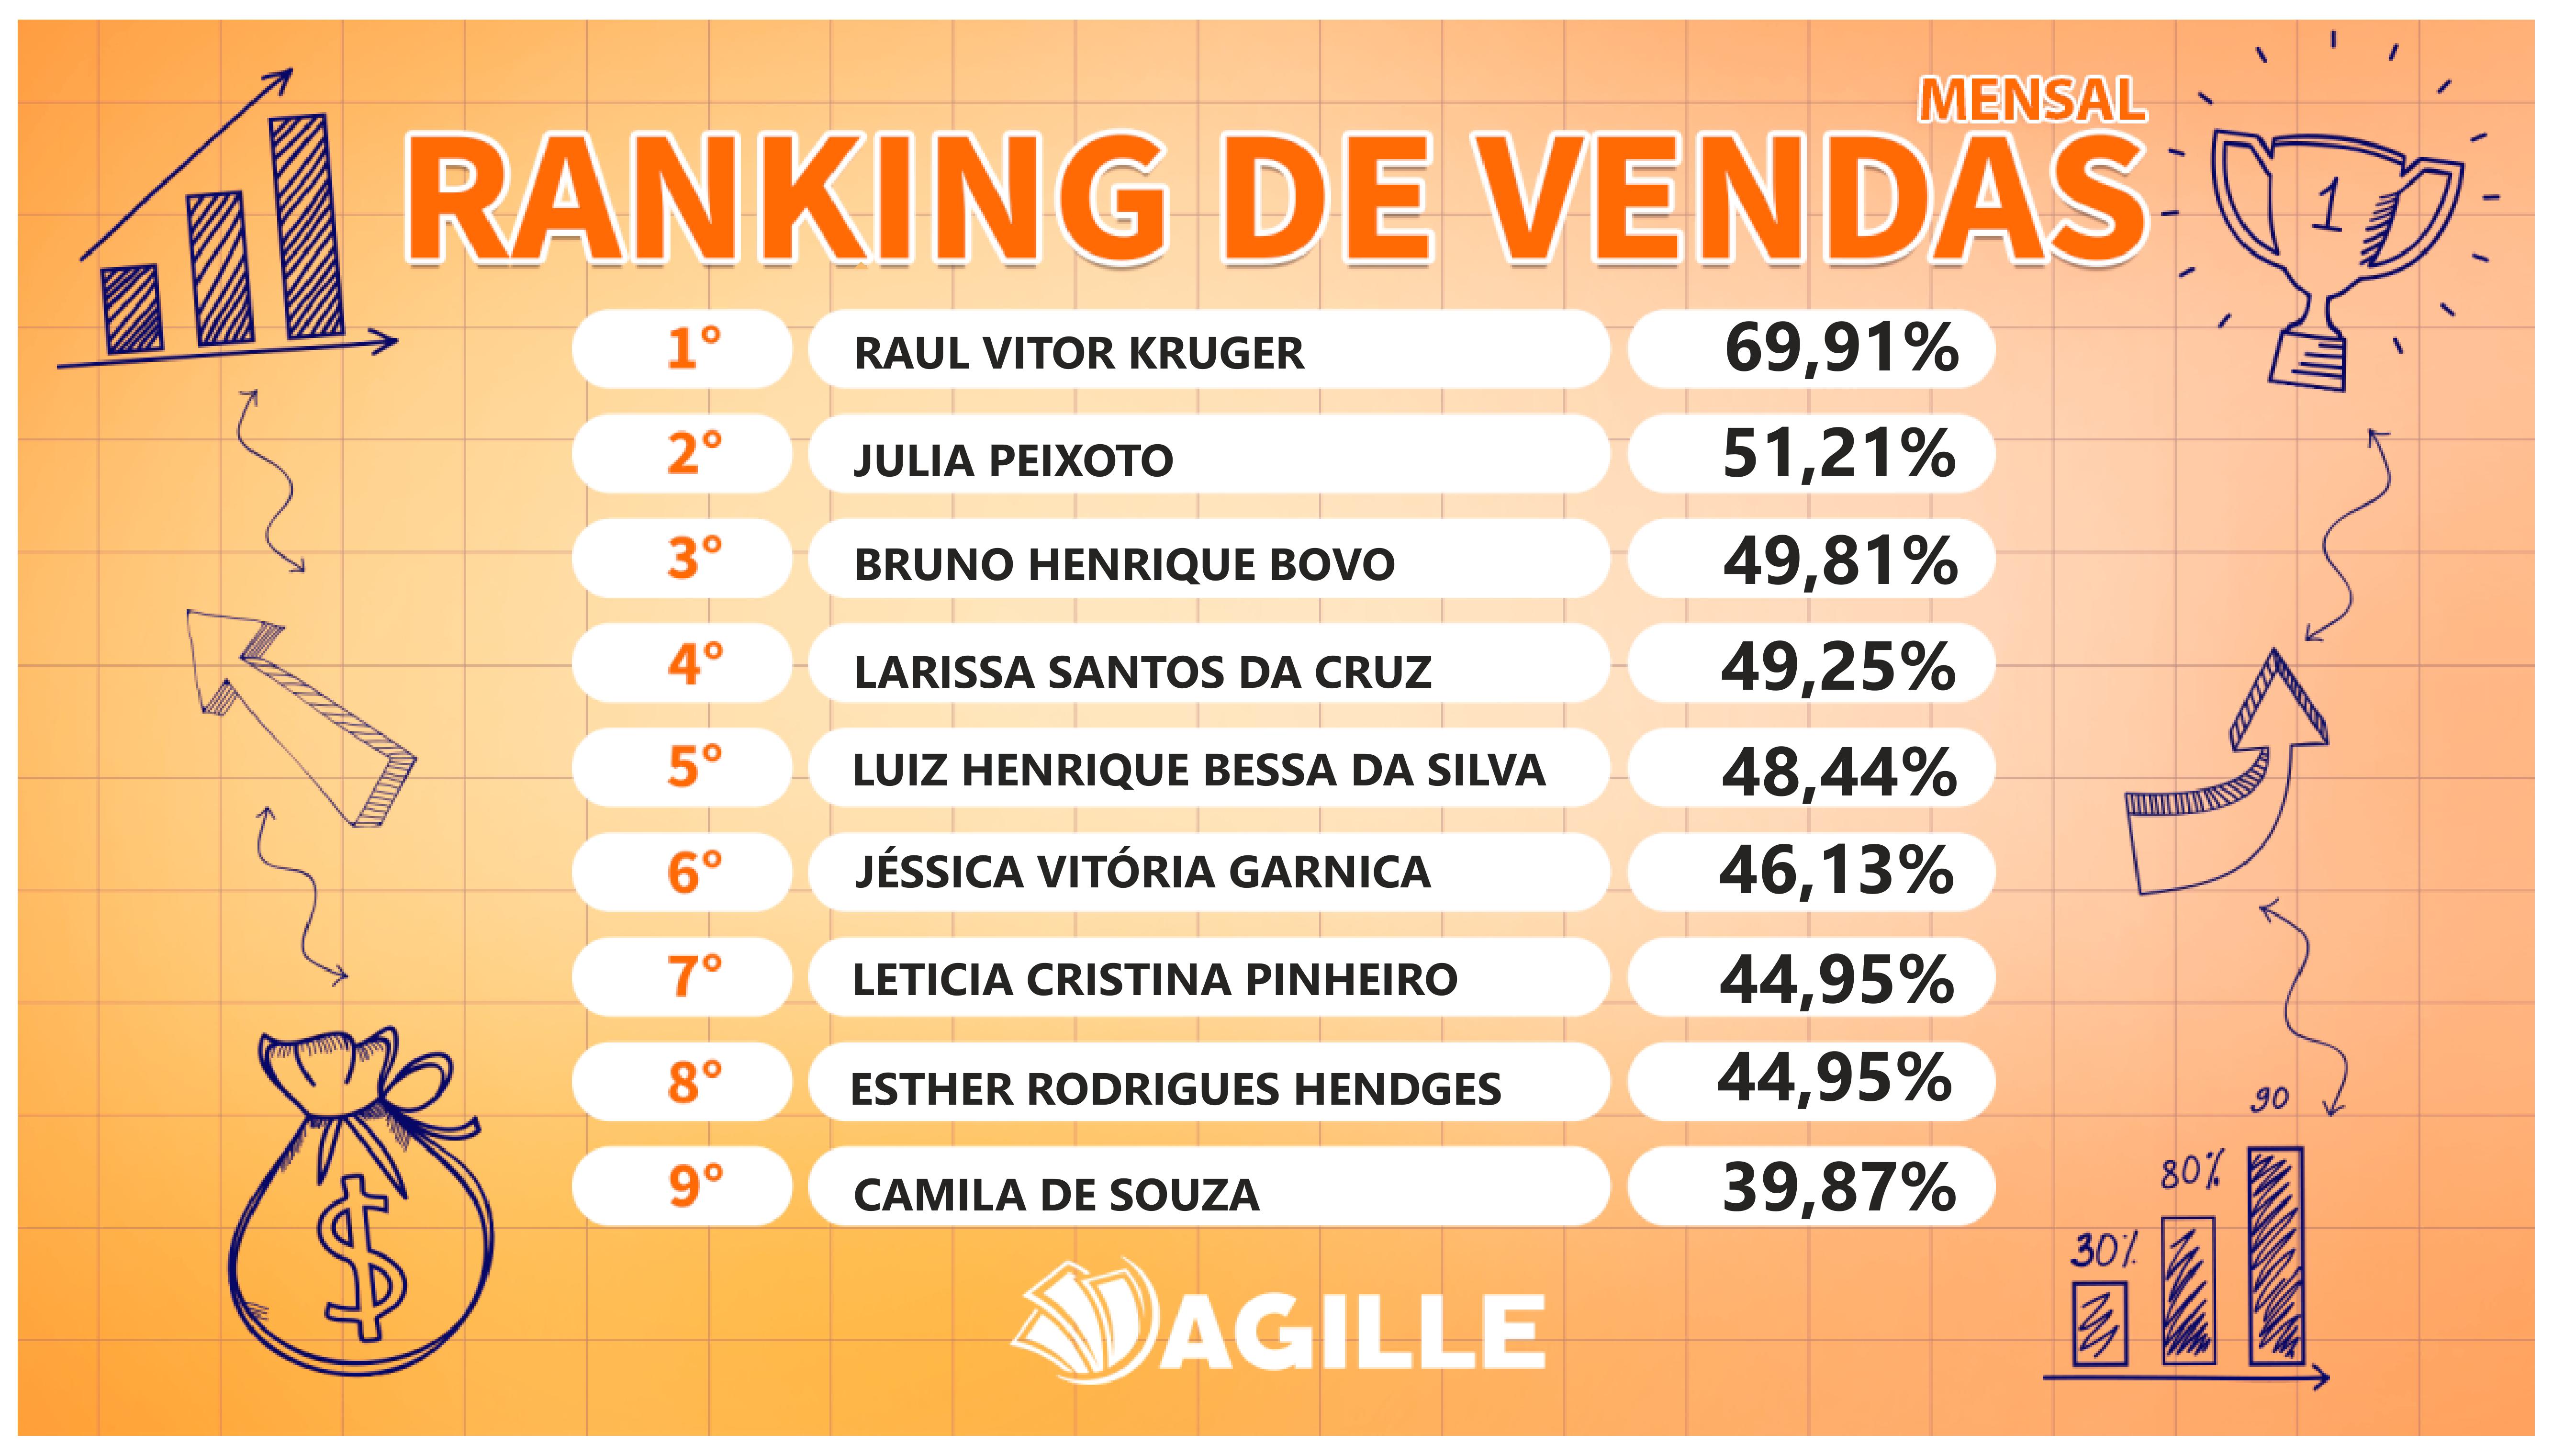 MENSAL
RANKING DE VENDAS
1
1° RAUL VITOR KRUGER 69,91%
2° JULIA PEIXOTO 51,21%
3° BRUNO HENRIQUE BOVO 49,81%
4° LARISSA SANTOS DA CRUZ 49,25%
5° LUIZ HENRIQUE BESSA DA SILVA 48,44%
6° JÉSSICA VITÓRIA GARNICA 46,13%
7° LETICIA CRISTINA PINHEIRO 44,95%
8° ESTHER RODRIGUES HENDGES 44,95%
9° CAMILA DE SOUZA 39,87%
$
90
80%
30%
AGILLE